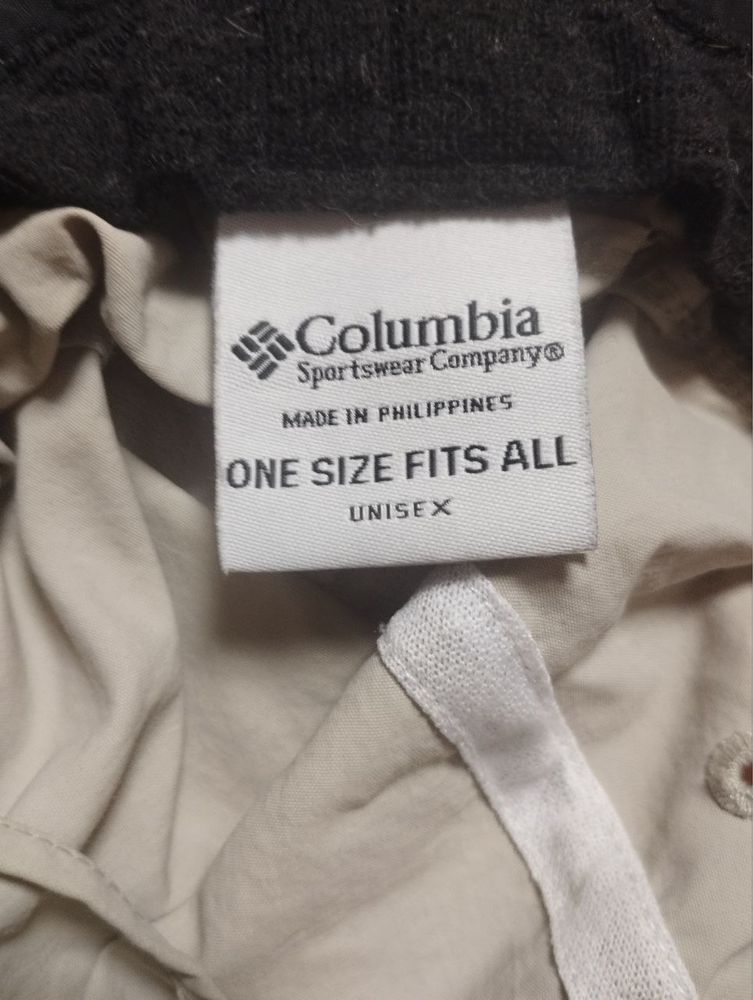 Columbia
Sportswear Company®
MADE IN PHILIPPINES
ONE SIZE FITS ALL
UNISEX